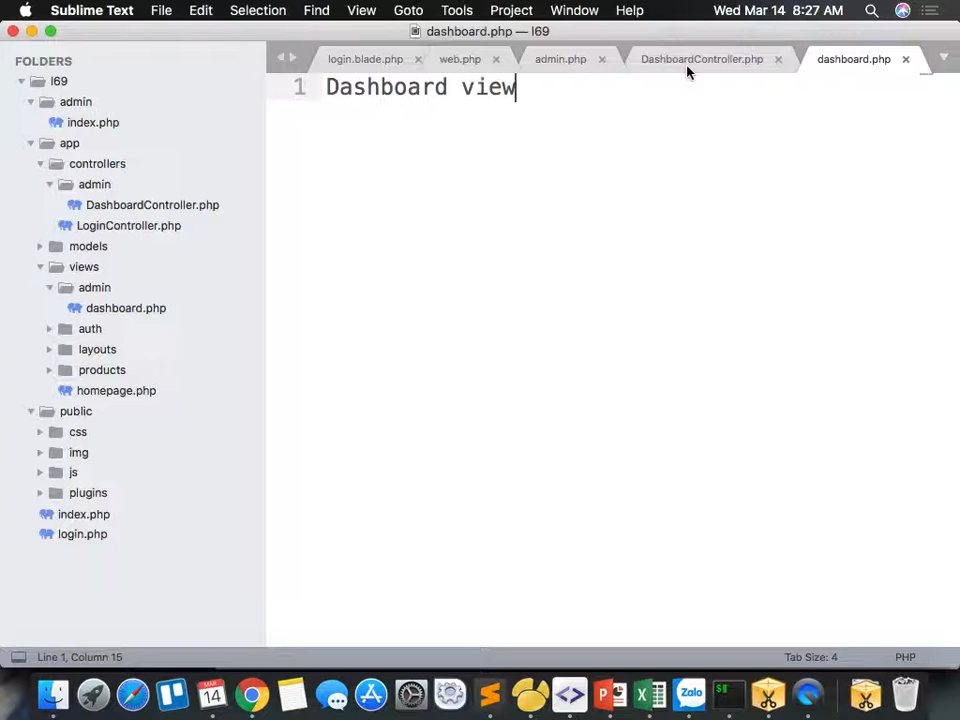 Sublime Text File Edit Selection Find View Goto Tools Project Window Help Wed Mar 14 8:27 AM
dashboard.php — l69
FOLDERS
l69
admin
index.php
app
controllers
admin
DashboardController.php
LoginController.php
models
views
admin
dashboard.php
auth
layouts
products
homepage.php
public
css
img
js
plugins
index.php
login.php
login.blade.php web.php admin.php DashboardController.php dashboard.php
1 Dashboard view
Line 1, Column 15 Tab Size: 4 PHP
14
Zalo